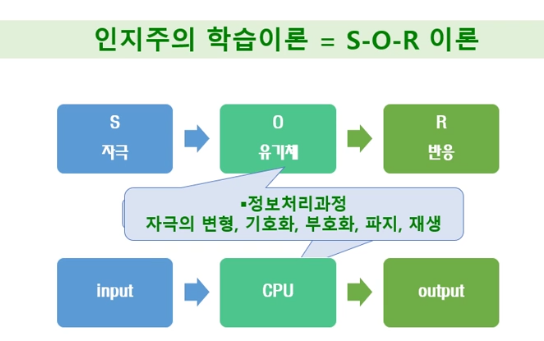 인지주의 학습이론 = S-O-R 이론
S
자극
O
유기체
R
반응
▪정보처리과정
자극의 변형, 기호화, 부호화, 파지, 재생
input
CPU
output